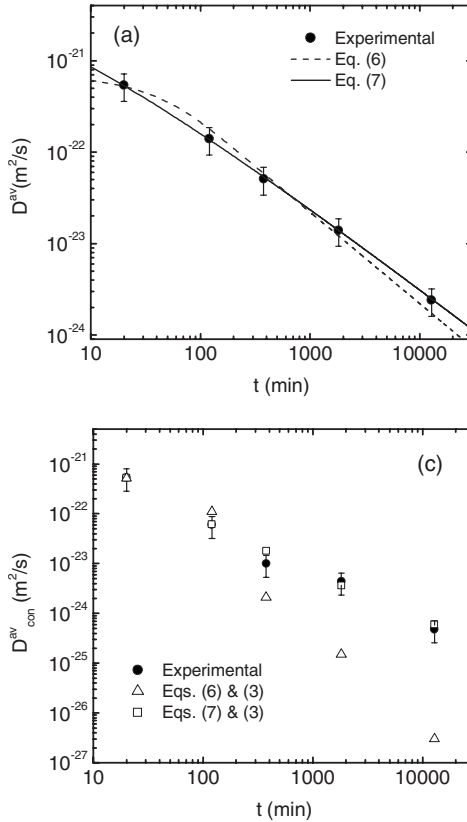 (a)
Experimental
Eq. (6)
Eq. (7)
10^-21
10^-22
10^-23
10^-24
D^av(m^2/s)
10 100 1000 10000
t (min)
(c)
10^-21
10^-22
10^-23
10^-24
10^-25
10^-26
10^-27
D^av_con (m^2/s)
Experimental
Eqs. (6) & (3)
Eqs. (7) & (3)
10 100 1000 10000
t (min)